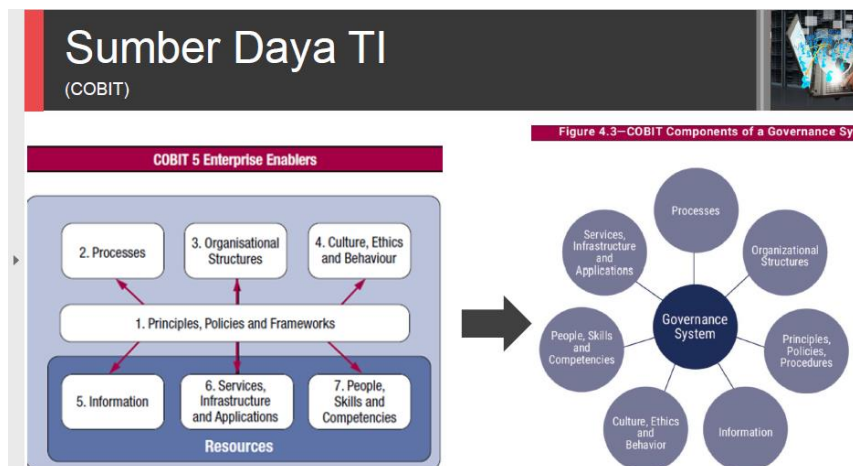 Sumber Daya TI
(COBIT)
COBIT 5 Enterprise Enablers
2. Processes
3. Organisational
Structures
4. Culture, Ethics
and Behaviour
1. Principles, Policies and Frameworks
5. Information
6. Services,
Infrastructure
and Applications
7. People,
Skills and
Competencies
Resources
Figure 4.3—COBIT Components of a Governance Sy
Processes
Services,
Infrastructure
and
Applications
Organizational
Structures
Governance
System
People, Skills
and
Competencies
Principles,
Policies,
Procedures
Culture, Ethics
and
Behavior
Information